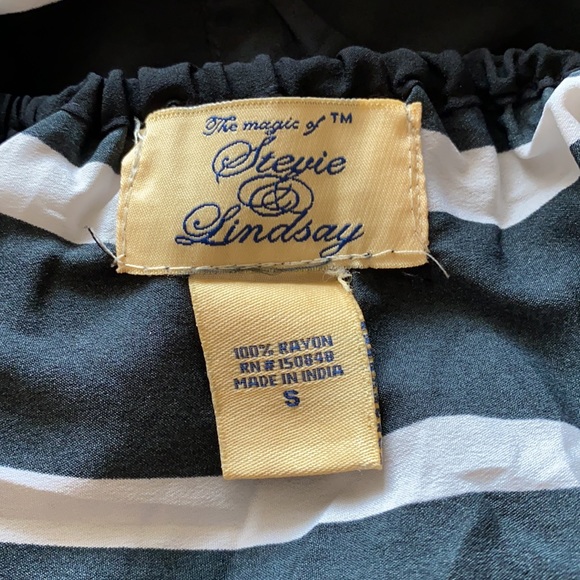 The magic of ™
Stevie
&
Lindsay
100% RAYON
RN # 150848
MADE IN INDIA
S